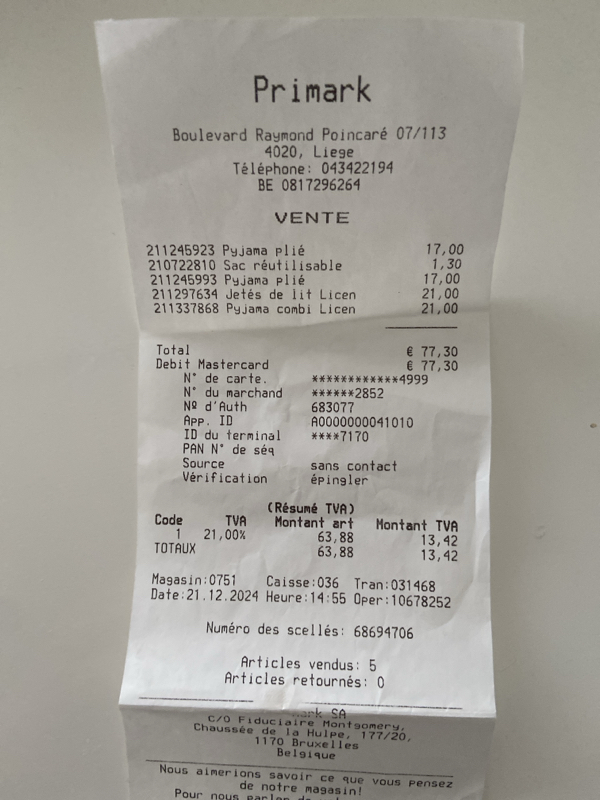 Primark
Boulevard Raymond Poincaré 07/113
4020, Liege
Téléphone: 043422194
BE 0817296264
VENTE
211245923 Pyjama plié 17,00
210722810 Sac réutilisable 1,30
211245993 Pyjama plié 17,00
211297634 Jetés de lit Licen 21,00
211337868 Pyjama combi Licen 21,00
Total € 77,30
Debit Mastercard € 77,30
N° de carte. ************4999
N° du marchand ******2852
Nº d'Auth 683077
App. ID A0000000041010
ID du terminal ****7170
PAN N° de séq
Source sans contact
Vérification épingler
(Résumé TVA)
Code TVA Montant art Montant TVA
1 21,00% 63,88 13,42
TOTAUX 63,88 13,42
Magasin:0751 Caisse:036 Tran:031468
Date:21.12.2024 Heure:14:55 Oper:10678252
Numéro des scellés: 68694706
Articles vendus: 5
Articles retournés: 0
SA
C/O Fiduciaire Montgomery,
Chaussée de la Hulpe, 177/20,
1170 Bruxelles
Belgique
Nous aimerions savoir ce que vous pensez
de notre magasin!
Pour nous parler de